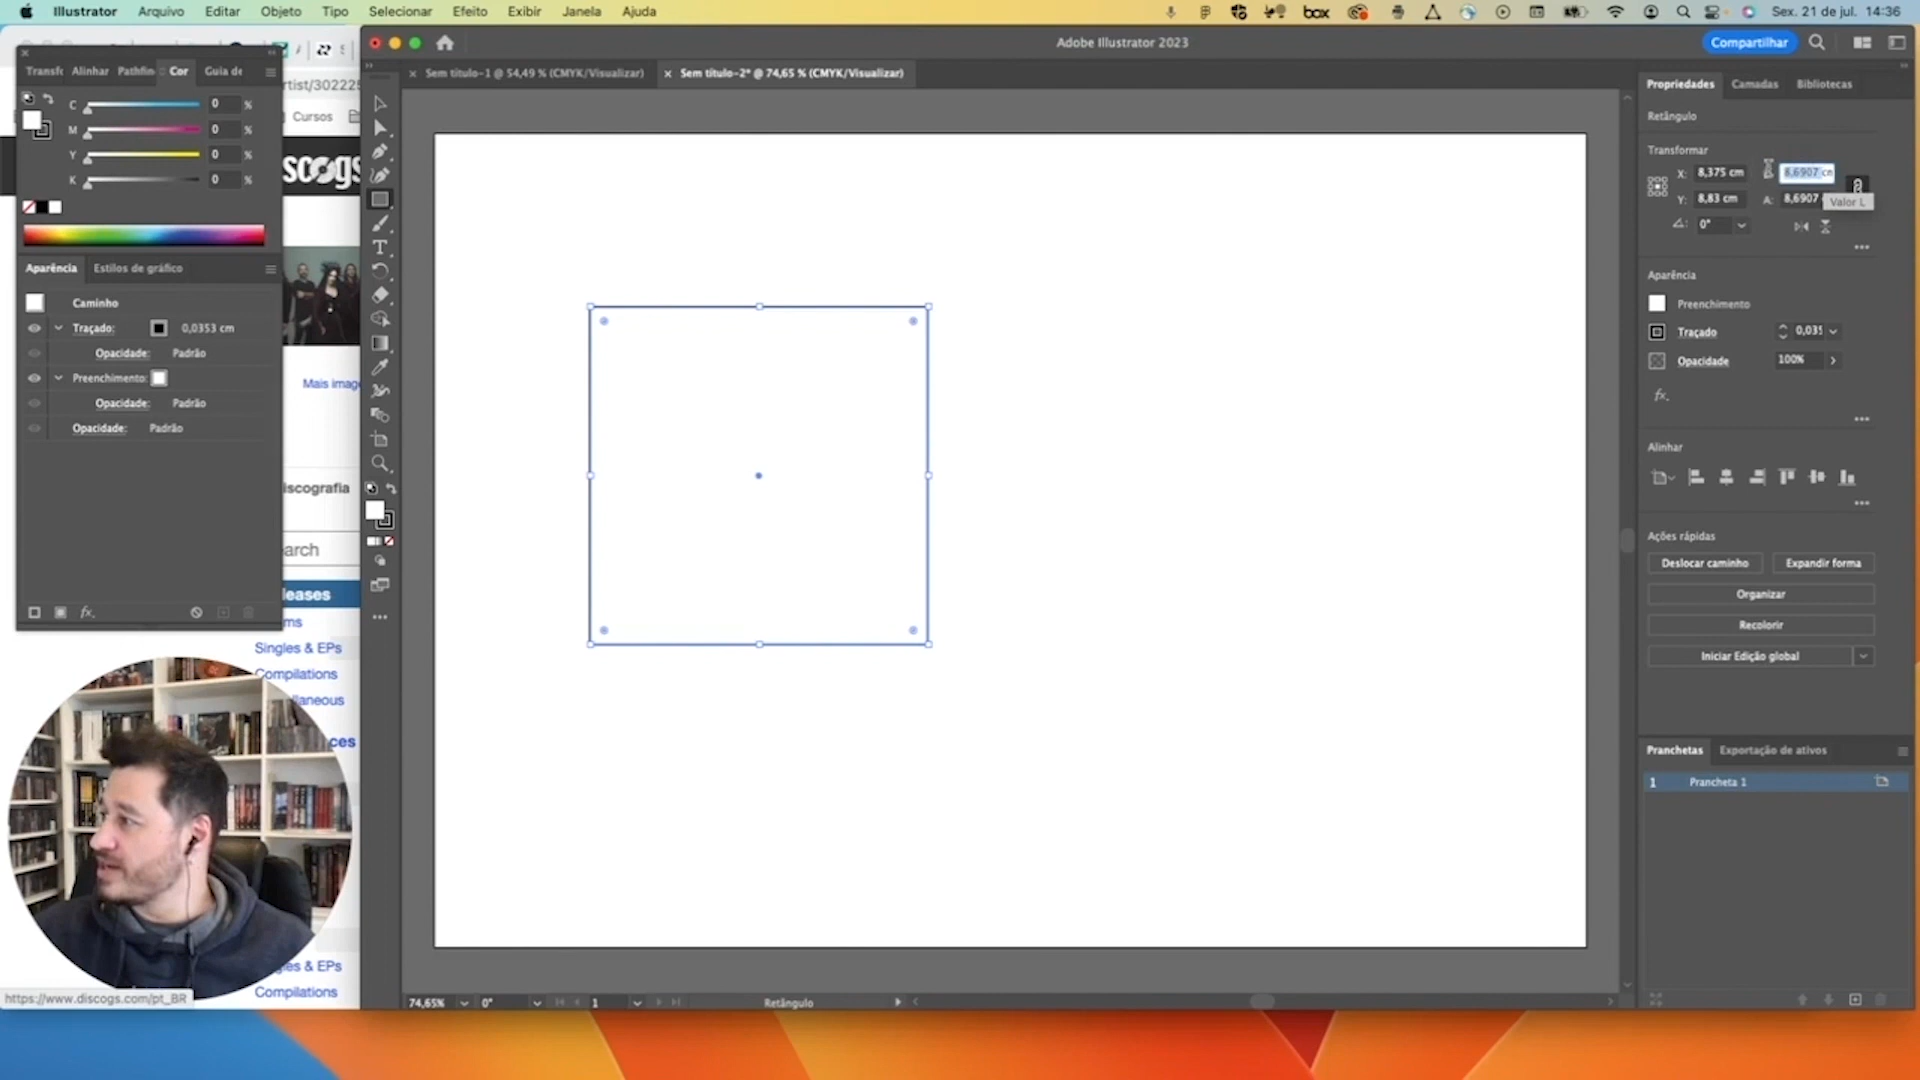 Illustrator Arquivo Editar Objeto Tipo Selecionar Efeito Exibir Janela Ajuda
box
Sex. 21 de jul. 14:36
Adobe Illustrator 2023
Compartilhar
Sem título-1 @ 54,49 % (CMYK/Visualizar)
Sem título-2* @ 74,65 % (CMYK/Visualizar)
Transf Alinhar Pathfin Cor Guia de
C 0 %
M 0 %
Y 0 %
K 0 %
Aparência Estilos de gráfico
Caminho
Traçado: 0,0353 cm
Opacidade: Padrão
Preenchimento:
Opacidade: Padrão
Opacidade: Padrão
rtist/30222
Cursos
scogs
Mais imag
iscografia
earch
leases
ms
Singles & EPs
Compilations
llaneous
ces
gles & EPs
Compilations
https://www.discogs.com/pt_BR
Propriedades Camadas Bibliotecas
Retângulo
Transformar
X: 8,375 cm 8,6907 cm
Y: 8,83 cm A: 8,6907
Valor L
0°
Aparência
Preenchimento
Traçado 0,035
Opacidade 100%
fx
Alinhar
Ações rápidas
Deslocar caminho Expandir forma
Organizar
Recolorir
Iniciar Edição global
Pranchetas Exportação de ativos
1 Prancheta 1
74,65% 0° 1 Retângulo